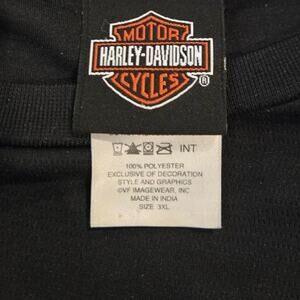 MOTOR
HARLEY-DAVIDSON
CYCLES
®
INT
100% POLYESTER
EXCLUSIVE OF DECORATION
STYLE AND GRAPHICS
©VF IMAGEWEAR, INC
MADE IN INDIA
SIZE 3XL